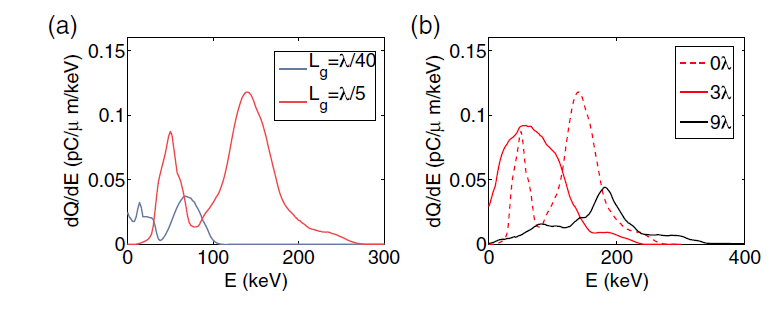 (a)
0.15
0.1
0.05
0
dQ/dE (pC/μ m/keV)
L_g=λ/40
L_g=λ/5
0 100 200 300
E (keV)
(b)
0.15
0.1
0.05
0
dQ/dE (pC/μ m/keV)
0λ
3λ
9λ
0 200 400
E (keV)